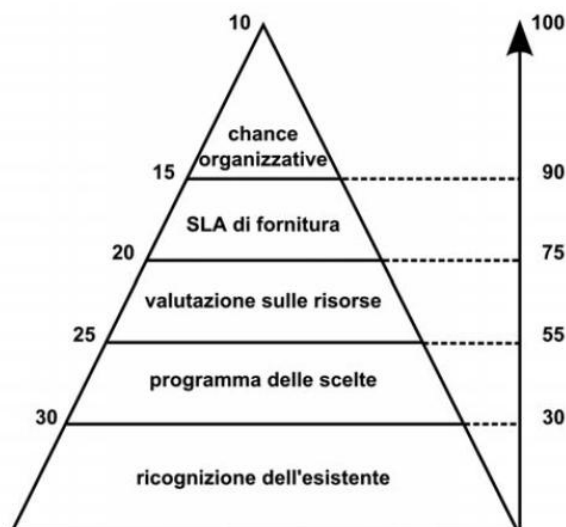 10 100
chance
organizzative
15 90
SLA di fornitura
20 75
valutazione sulle risorse
25 55
programma delle scelte
30 30
ricognizione dell'esistente